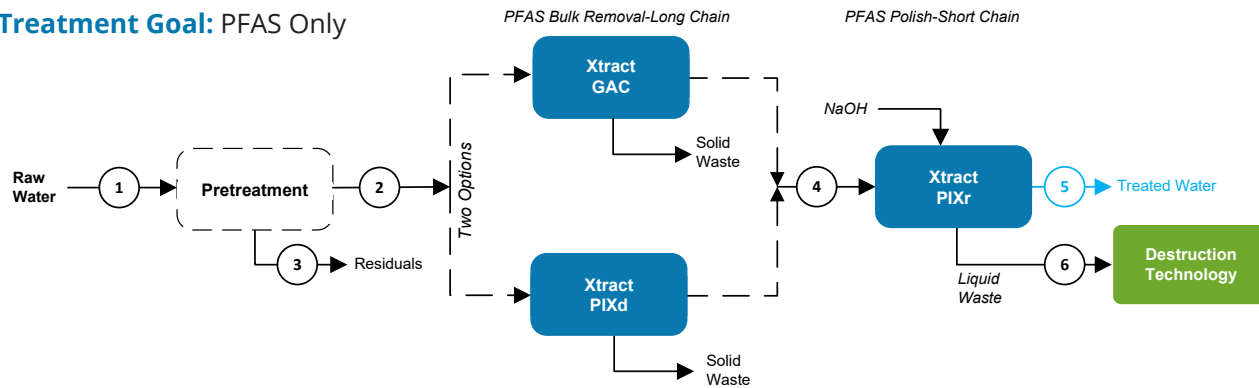 Treatment Goal: PFAS Only
PFAS Bulk Removal-Long Chain
PFAS Polish-Short Chain
Xtract
GAC
Solid
Waste
NaOH
Raw
Water
1
Pretreatment
2
Two Options
4
Xtract
PIXr
5
Treated Water
3
Residuals
Xtract
PIXd
Solid
Waste
Liquid
Waste
6
Destruction
Technology